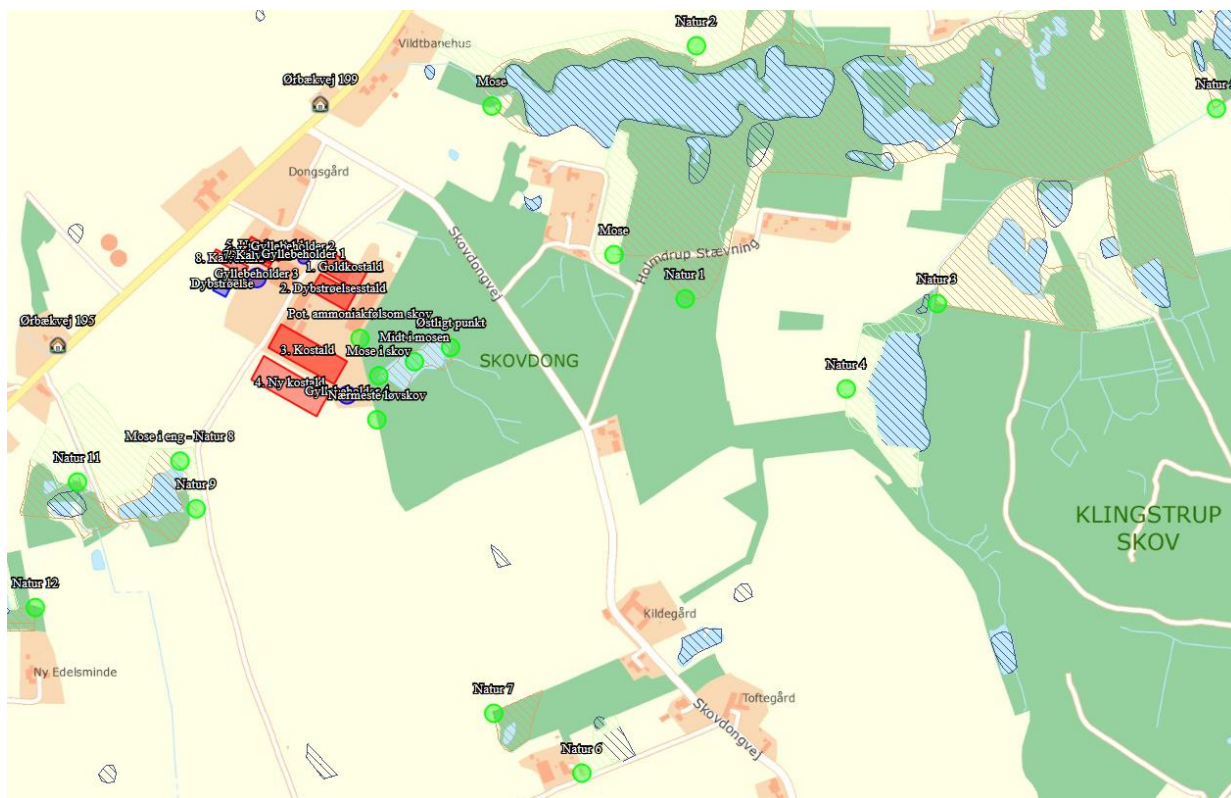 Natur 2
Vildtbanehus
Ørbækvej 199
Mose
Natur
Dongsgård
Skovdongvej
Mose
Holmdrup Stævning
Gyllebeholder 2
Gyllebeholder 1
1. Goldkostald
Gyllebeholder 3
Dybstrøelse
2. Dybstrøelsesstald
Natur 1
Natur 3
Pot. ammoniakfølsom skov
Østligt punkt
Ørbækvej 195
Midt i mosen
3. Kostald
Mose i skov
SKOVDONG
Natur 4
4. Ny kostald
Nærmeste løvskov
Mose i eng - Natur 8
Natur 11
Natur 9
KLINGSTRUP
SKOV
Natur 12
Kildegård
Ny Edelsminde
Natur 7
Toftegård
Skovdongvej
Natur 6